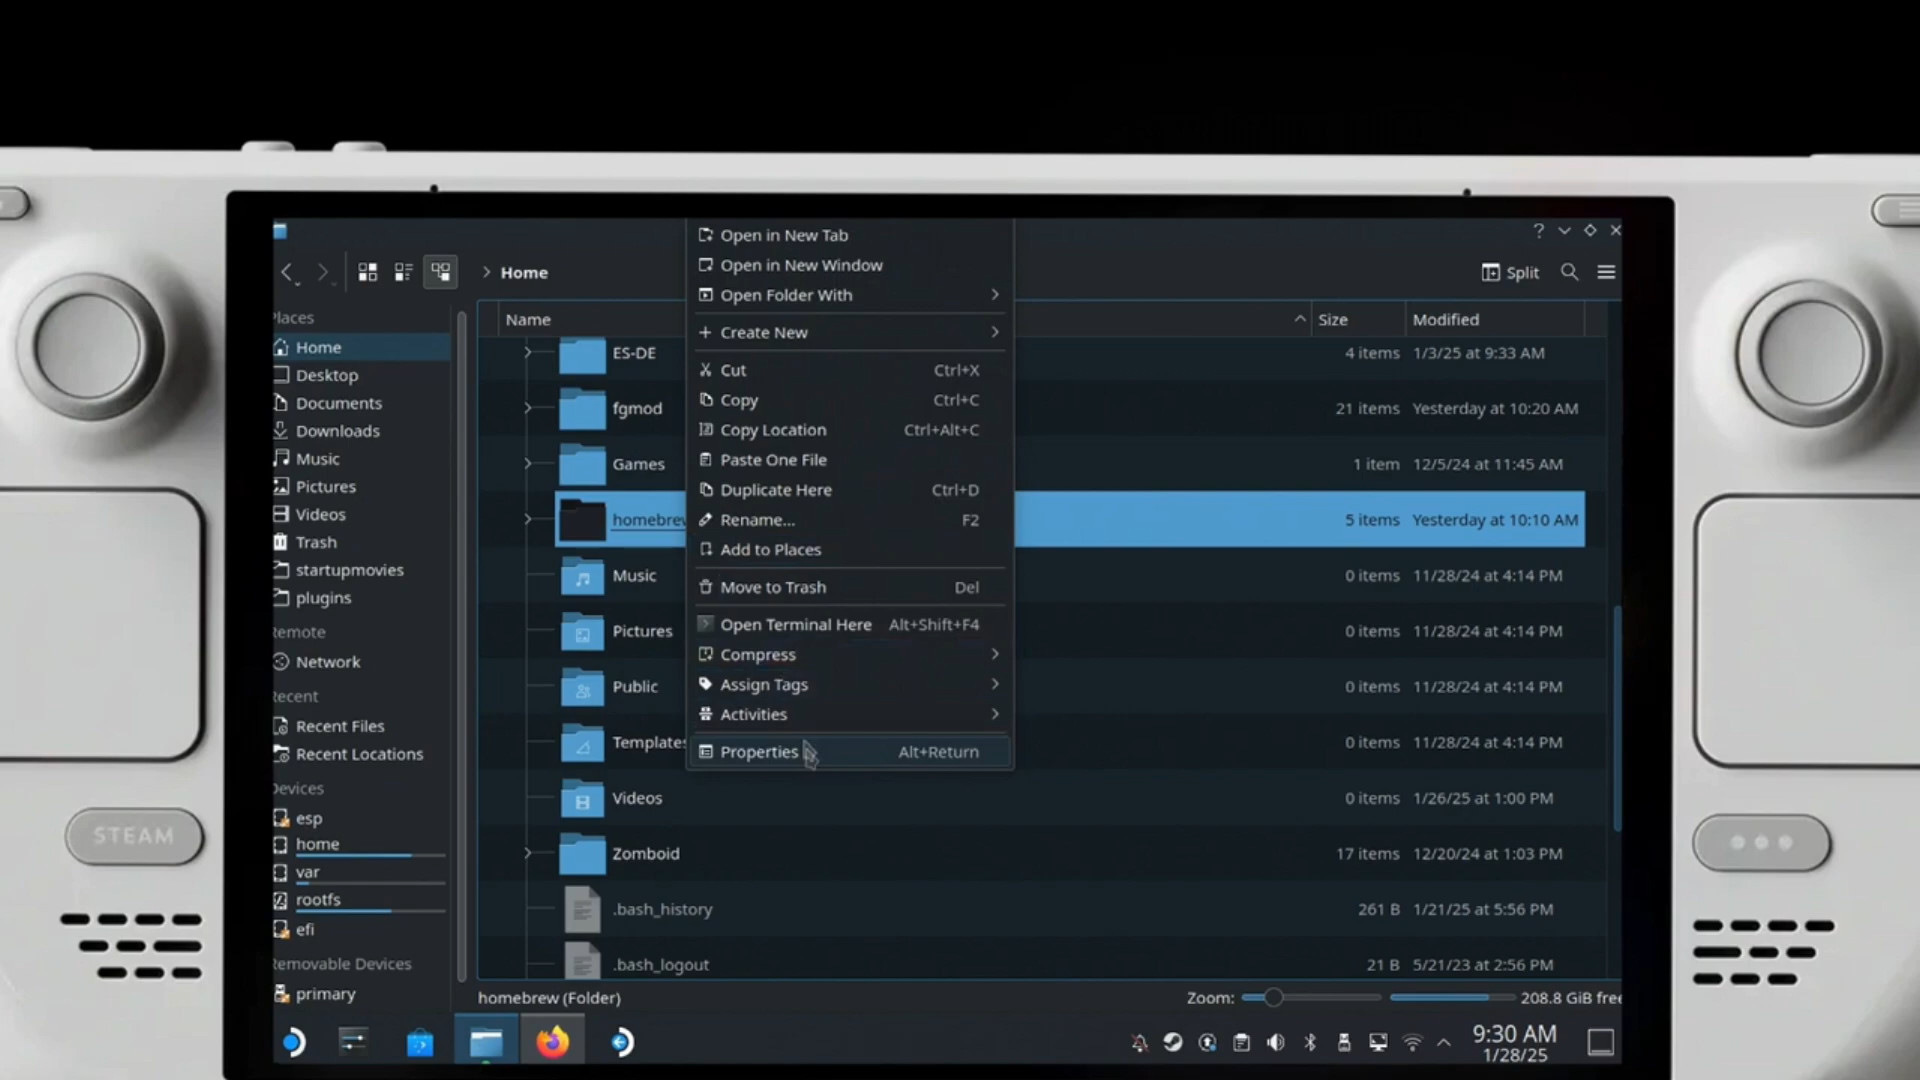 Open in New Tab
Open in New Window
Open Folder With
Create New
Cut Ctrl+X
Copy Ctrl+C
Copy Location Ctrl+Alt+C
Paste One File
Duplicate Here Ctrl+D
Rename... F2
Add to Places
Move to Trash Del
Open Terminal Here Alt+Shift+F4
Compress
Assign Tags
Activities
Properties Alt+Return
Home
Split
Places
Home
Desktop
Documents
Downloads
Music
Pictures
Videos
Trash
startupmovies
plugins
Remote
Network
Recent
Recent Files
Recent Locations
Devices
esp
home
var
rootfs
efi
Removable Devices
primary
Name Size Modified
ES-DE 4 items 1/3/25 at 9:33 AM
fgmod 21 items Yesterday at 10:20 AM
Games 1 item 12/5/24 at 11:45 AM
homebrew 5 items Yesterday at 10:10 AM
Music 0 items 11/28/24 at 4:14 PM
Pictures 0 items 11/28/24 at 4:14 PM
Public 0 items 11/28/24 at 4:14 PM
Templates 0 items 11/28/24 at 4:14 PM
Videos 0 items 1/26/25 at 1:00 PM
Zomboid 17 items 12/20/24 at 1:03 PM
.bash_history 261 B 1/21/25 at 5:56 PM
.bash_logout 21 B 5/21/23 at 2:56 PM
homebrew (Folder) Zoom: 208.8 GiB free
9:30 AM
1/28/25
STEAM